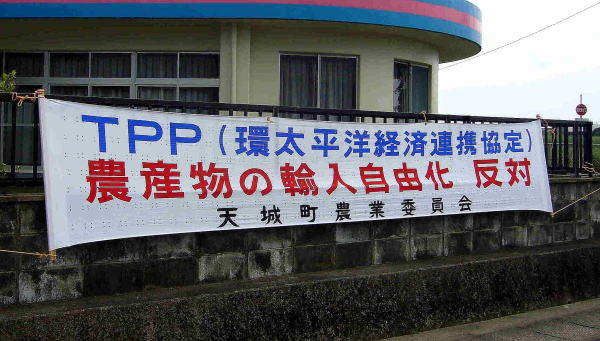 TPP（環太平洋経済連携協定）
農産物の輸入自由化 反対
天城町農業委員会